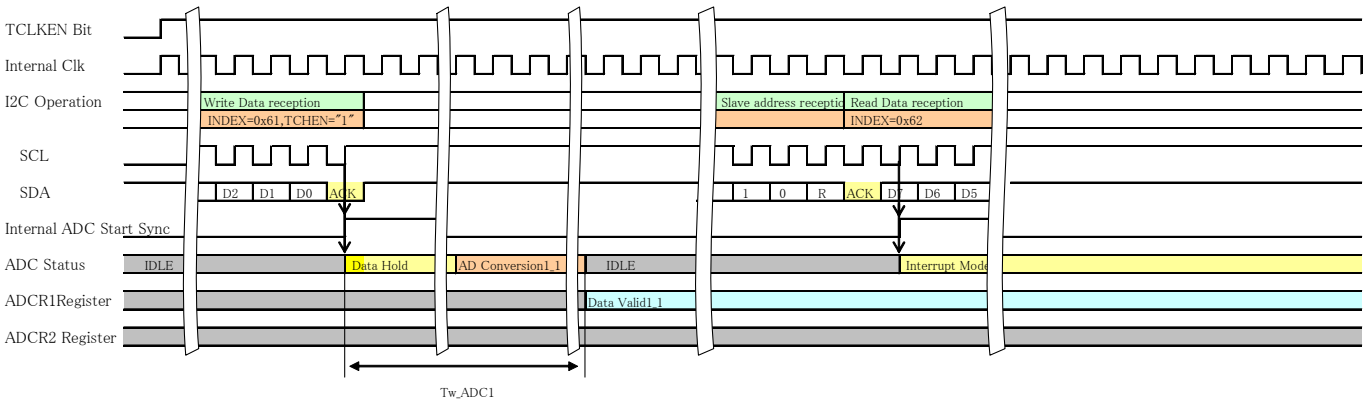 TCLKEN Bit
Internal Clk
I2C Operation
Write Data reception
Slave address receptic
Read Data reception
INDEX=0x61,TCHEN="1"
INDEX=0x62
SCL
SDA
D2
D1
D0
ACK
1
0
R
ACK
D7
D6
D5
Internal ADC Start Sync
ADC Status
IDLE
Data Hold
AD Conversion1_1
IDLE
Interrupt Mode
ADCR1Register
Data Valid1_1
ADCR2 Register
Tw_ADC1